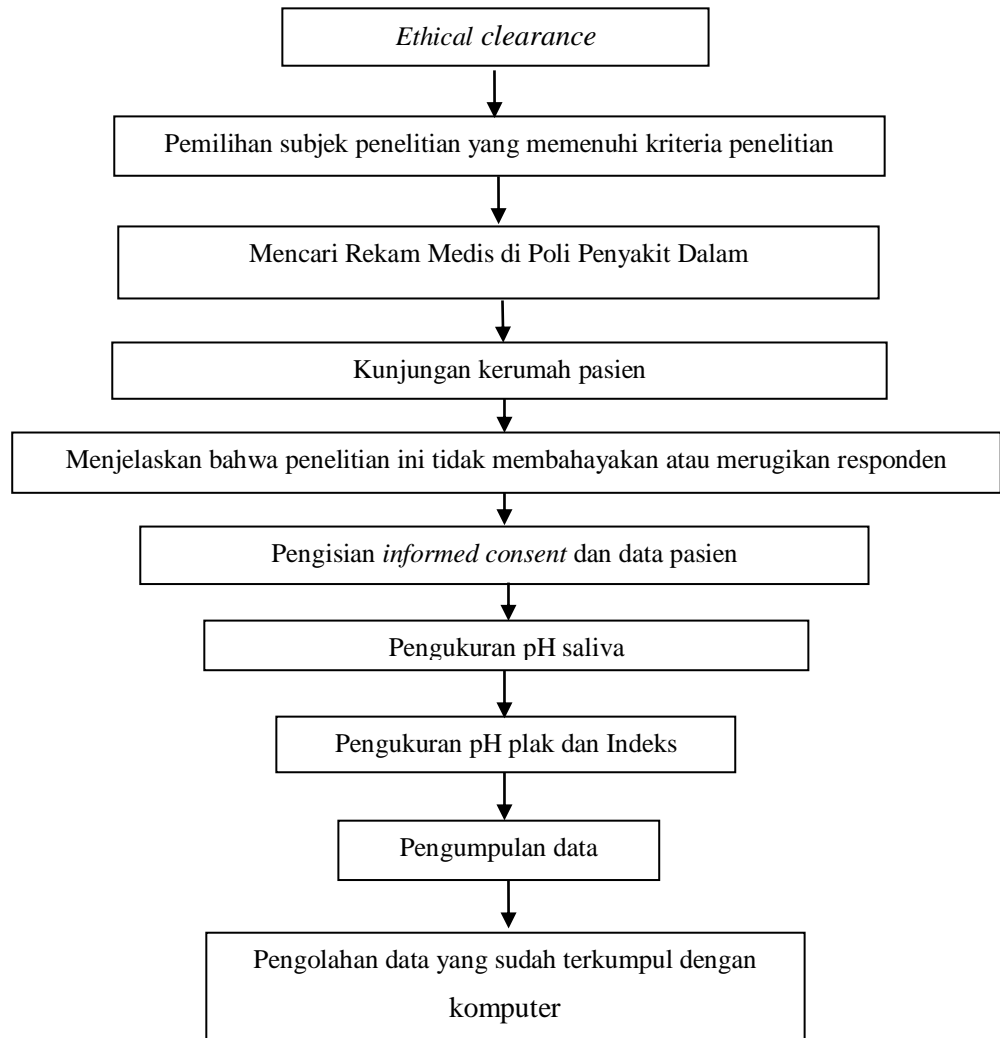 Ethical clearance
Pemilihan subjek penelitian yang memenuhi kriteria penelitian
Mencari Rekam Medis di Poli Penyakit Dalam
Kunjungan kerumah pasien
Menjelaskan bahwa penelitian ini tidak membahayakan atau merugikan responden
Pengisian informed consent dan data pasien
Pengukuran pH saliva
Pengukuran pH plak dan Indeks
Pengumpulan data
Pengolahan data yang sudah terkumpul dengan
komputer